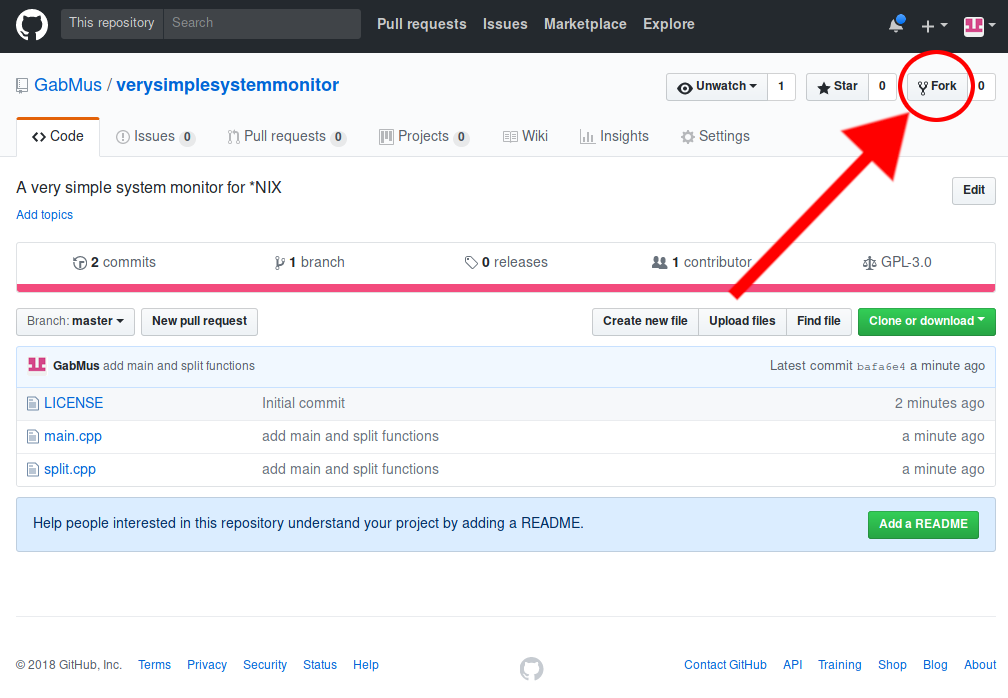 This repository Search Pull requests Issues Marketplace Explore
GabMus / verysimplesystemmonitor Unwatch 1 Star 0 Fork 0
Code Issues 0 Pull requests 0 Projects 0 Wiki Insights Settings
A very simple system monitor for *NIX Edit
Add topics
2 commits 1 branch 0 releases 1 contributor GPL-3.0
Branch: master New pull request Create new file Upload files Find file Clone or download
GabMus add main and split functions Latest commit bafa6e4 a minute ago
LICENSE Initial commit 2 minutes ago
main.cpp add main and split functions a minute ago
split.cpp add main and split functions a minute ago
Help people interested in this repository understand your project by adding a README. Add a README
© 2018 GitHub, Inc. Terms Privacy Security Status Help Contact GitHub API Training Shop Blog About